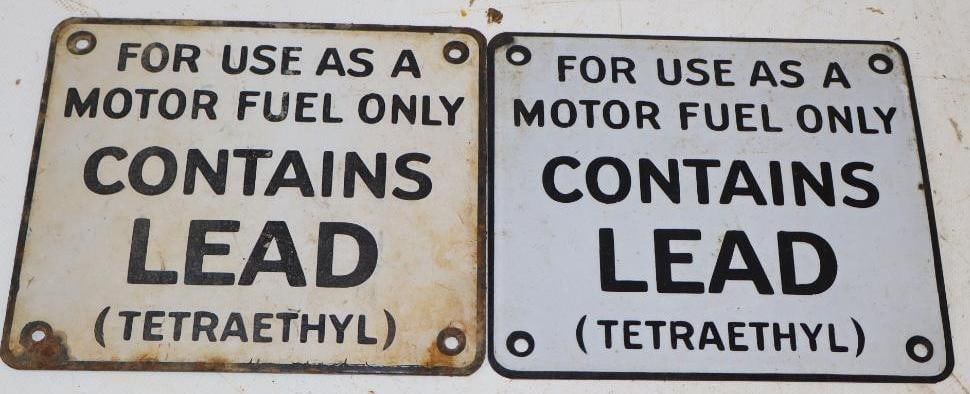 FOR USE AS A
MOTOR FUEL ONLY
CONTAINS
LEAD
(TETRAETHYL)
FOR USE AS A
MOTOR FUEL ONLY
CONTAINS
LEAD
(TETRAETHYL)